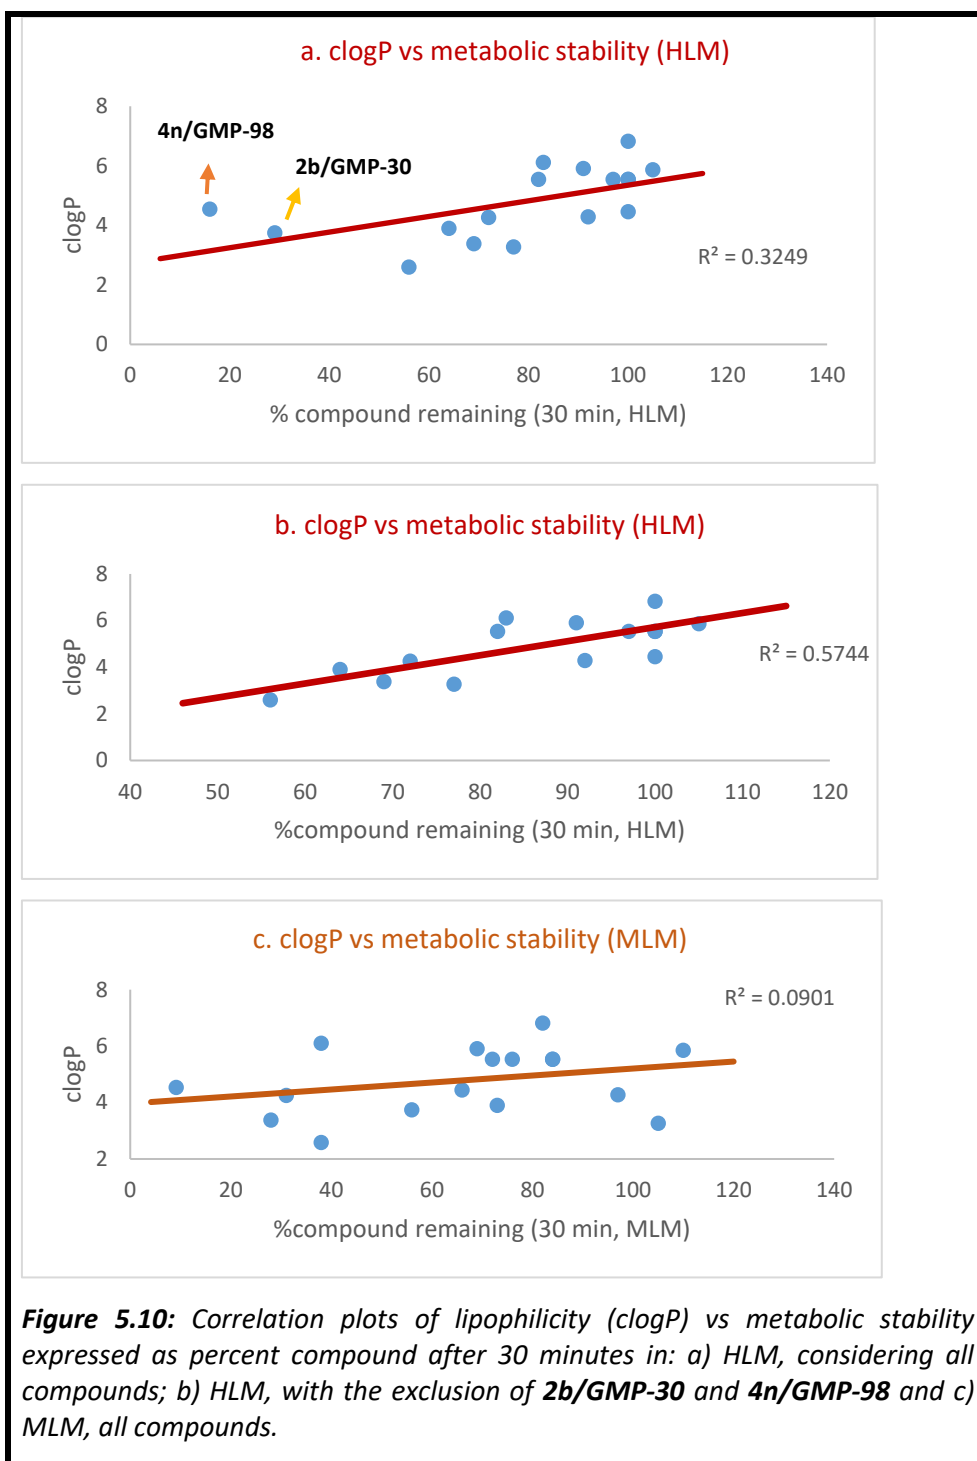 a. clogP vs metabolic stability (HLM)
8
4n/GMP-98
2b/GMP-30
6
clogP
4
R² = 0.3249
2
0
0 20 40 60 80 100 120 140
% compound remaining (30 min, HLM)
b. clogP vs metabolic stability (HLM)
8
6
clogP
R² = 0.5744
4
2
0
40 50 60 70 80 90 100 110 120
%compound remaining (30 min, HLM)
c. clogP vs metabolic stability (MLM)
8
R² = 0.0901
6
clogP
4
2
0 20 40 60 80 100 120 140
%compound remaining (30 min, MLM)
Figure 5.10: Correlation plots of lipophilicity (clogP) vs metabolic stability
expressed as percent compound after 30 minutes in: a) HLM, considering all
compounds; b) HLM, with the exclusion of 2b/GMP-30 and 4n/GMP-98 and c)
MLM, all compounds.